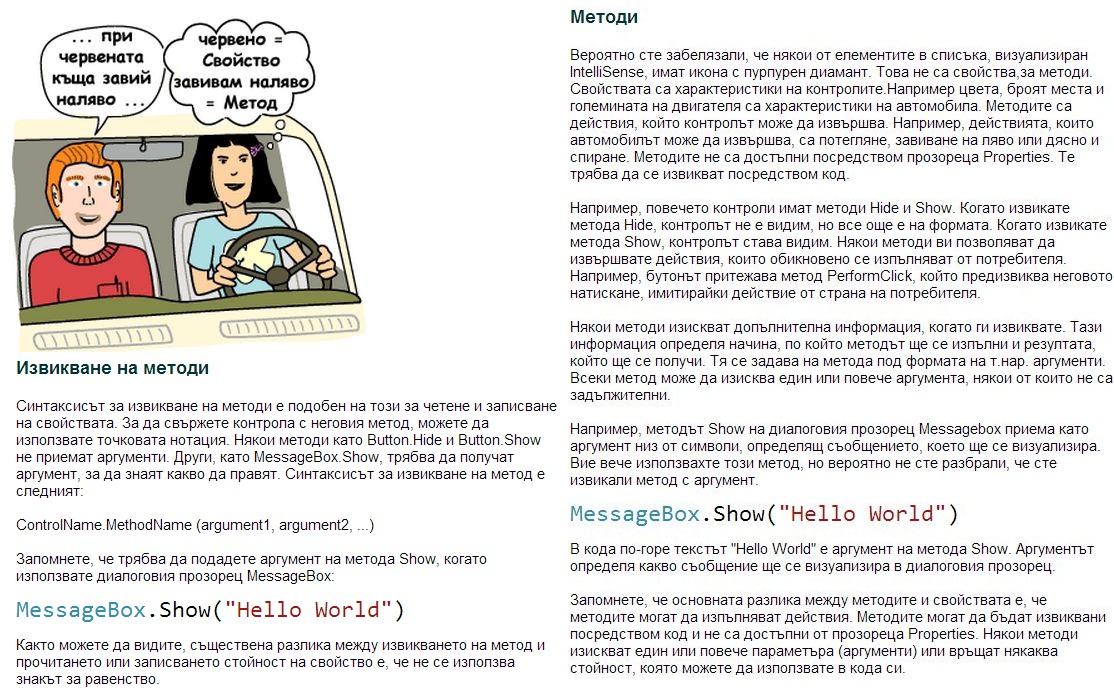 ... при
червената
къща завий
наляво ...
червено =
Свойство
завивам наляво
= Метод
Извикване на методи
Синтаксисът за извикване на методи е подобен на този за четене и записване
на свойствата. За да свържете контрола с неговия метод, можете да
използвате точковата нотация. Някои методи като Button.Hide и Button.Show
не приемат аргументи. Други, като MessageBox.Show, трябва да получат
аргумент, за да знаят какво да правят. Синтаксисът за извикване на метод е
следният:
ControlName.MethodName (argument1, argument2, ...)
Запомнете, че трябва да подадете аргумент на метода Show, когато
използвате диалоговия прозорец MessageBox:
MessageBox.Show("Hello World")
Както можете да видите, съществена разлика между извикването на метод и
прочитането или записването стойност на свойство е, че не се използва
знакът за равенство.
Методи
Вероятно сте забелязали, че някои от елементите в списъка, визуализиран
IntelliSense, имат икона с пурпурен диамант. Това не са свойства,за методи.
Свойствата са характеристики на контролите.Например цвета, броят места и
големината на двигателя са характеристики на автомобила. Методите са
действия, който контролът може да извършва. Например, действията, които
автомобилът може да извършва, са потегляне, завиване на ляво или дясно и
спиране. Методите не са достъпни посредством прозореца Properties. Те
трябва да се извикват посредством код.
Например, повечето контроли имат методи Hide и Show. Когато извикате
метода Hide, контролът не е видим, но все още е на формата. Когато извикате
метода Show, контролът става видим. Някои методи ви позволяват да
извършвате действия, които обикновено се изпълняват от потребителя.
Например, бутонът притежава метод PerformClick, който предизвиква неговото
натискане, имитирайки действие от страна на потребителя.
Някои методи изискват допълнителна информация, когато ги извиквате. Тази
информация определя начина, по който методът ще се изпълни и резултата,
който ще се получи. Тя се задава на метода под формата на т.нар. аргументи.
Всеки метод може да изисква един или повече аргумента, някои от които не са
задължителни.
Например, методът Show на диалоговия прозорец Messagebox приема като
аргумент низ от символи, определящ съобщението, което ще се визуализира.
Вие вече използвахте този метод, но вероятно не сте разбрали, че сте
извикали метод с аргумент.
MessageBox.Show("Hello World")
В кода по-горе текстът "Hello World" е аргумент на метода Show. Аргументът
определя какво съобщение ще се визуализира в диалоговия прозорец.
Запомнете, че основната разлика между методите и свойствата е, че
методите могат да изпълняват действия. Методите могат да бъдат извиквани
посредством код и не са достъпни от прозореца Properties. Някои методи
изискват един или повече параметъра (аргументи) или връщат някаква
стойност, която можете да използвате в кода си.